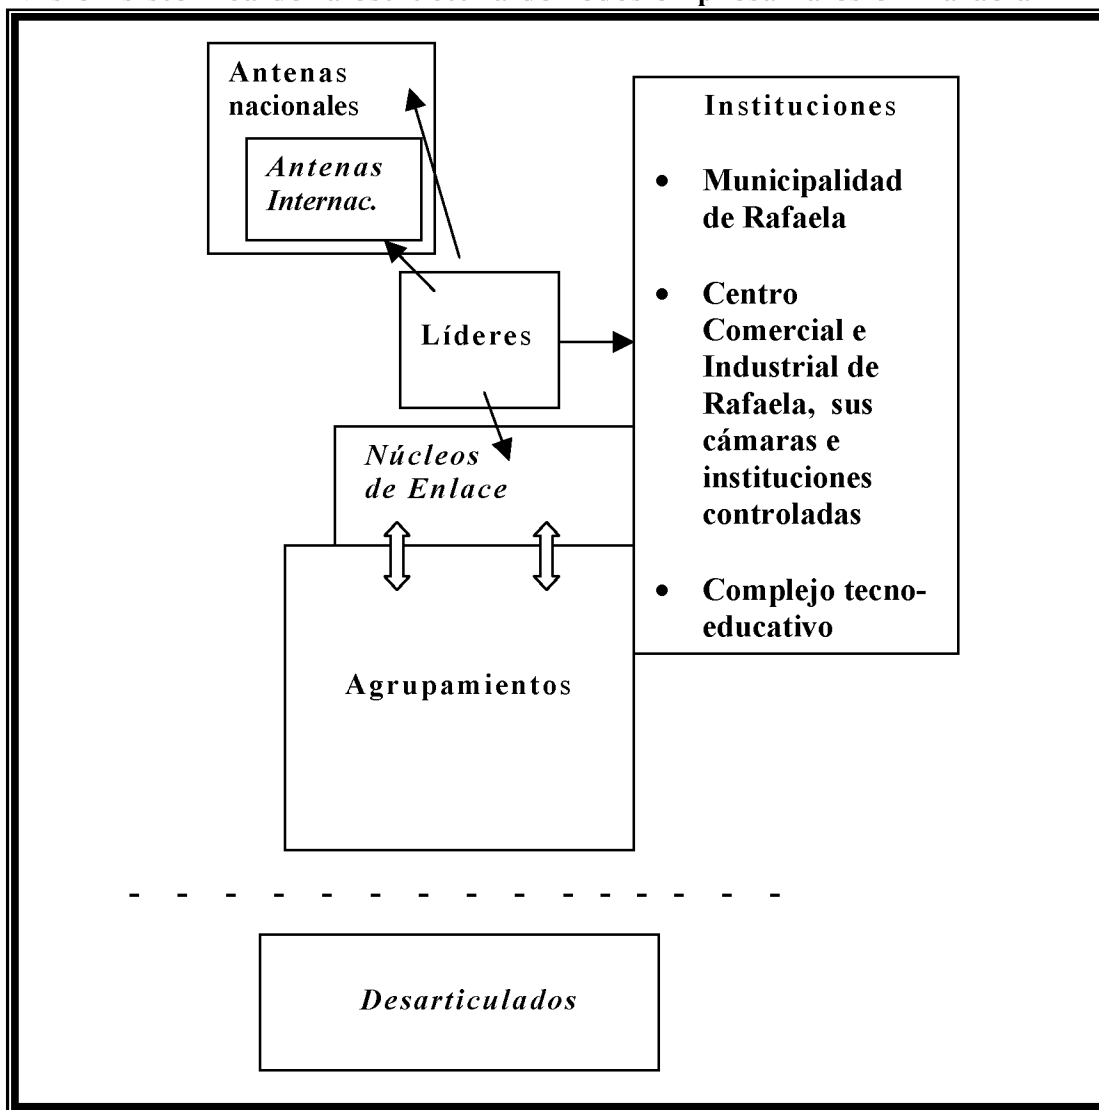 Antenas
nacionales
Antenas
Internac.
Líderes
Núcleos
de Enlace
Agrupamientos
Instituciones
• Municipalidad
de Rafaela
• Centro
Comercial e
Industrial de
Rafaela, sus
cámaras e
instituciones
controladas
• Complejo tecno-
educativo
Desarticulados